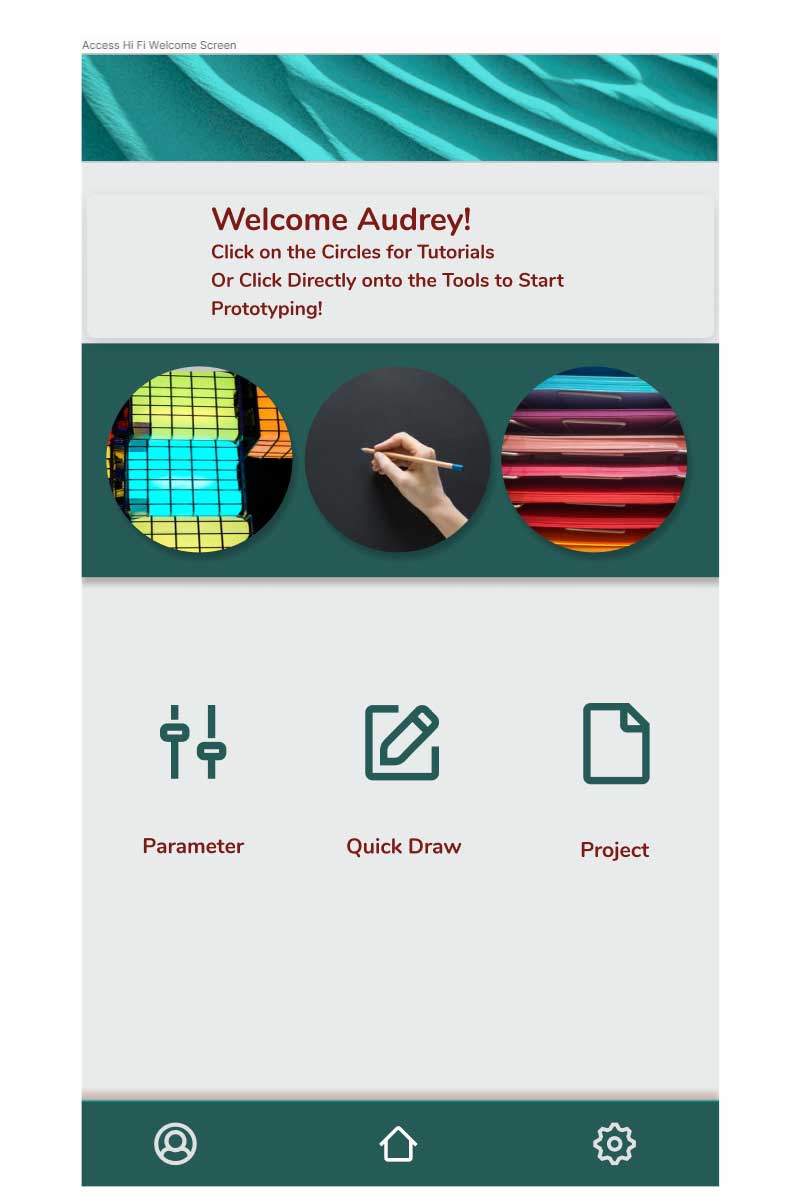 Access Hi Fi Welcome Screen
Welcome Audrey!
Click on the Circles for Tutorials
Or Click Directly onto the Tools to Start
Prototyping!
Parameter
Quick Draw
Project